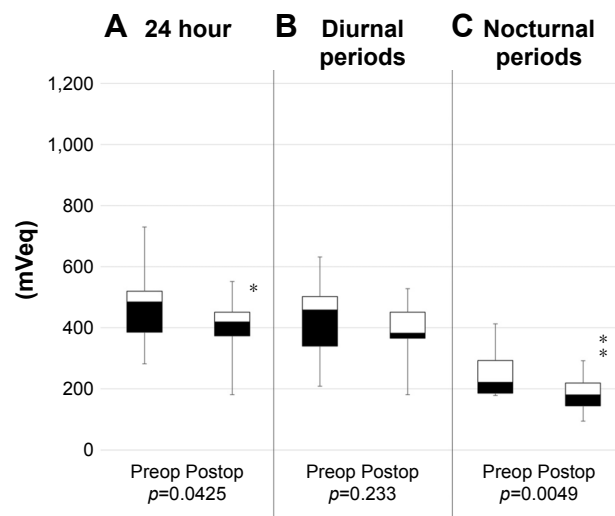 A 24 hour
B Diurnal periods
C Nocturnal periods
(mVeq)
1,200
1,000
800
600
400
200
0
*
*
*
Preop Postop
p=0.0425
Preop Postop
p=0.233
Preop Postop
p=0.0049